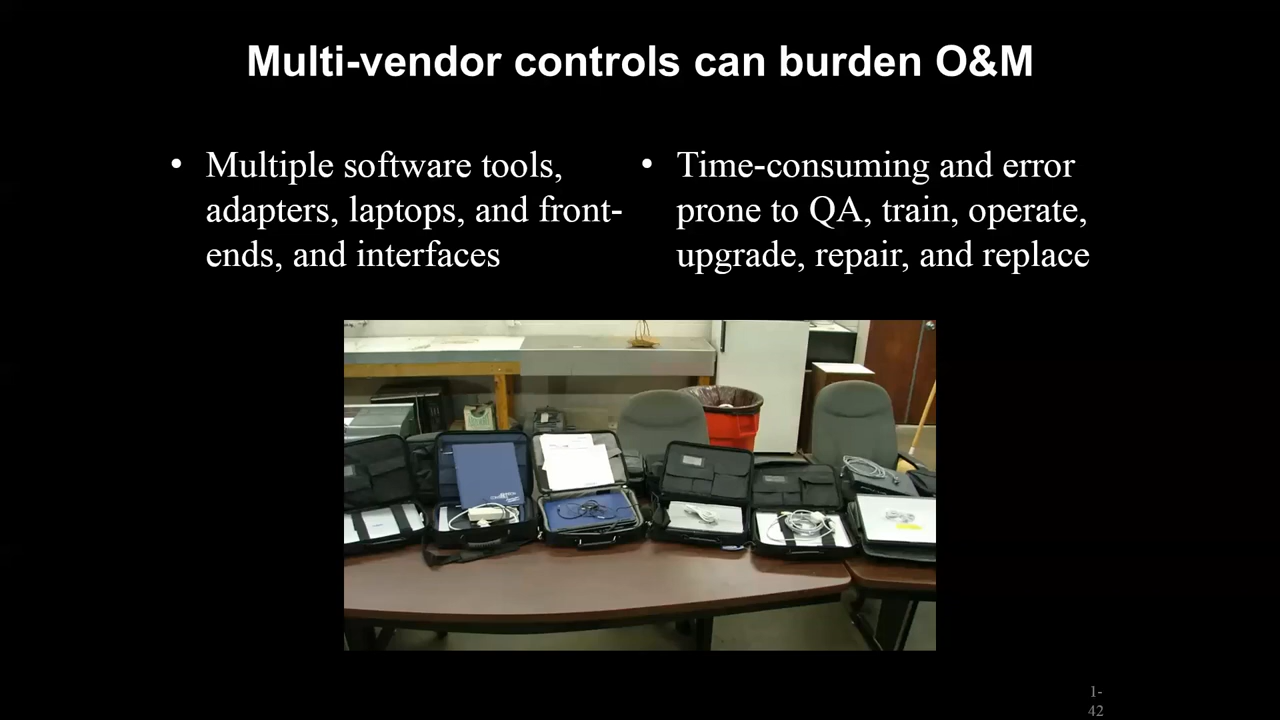 Multi-vendor controls can burden O&M
• Multiple software tools,
adapters, laptops, and front-
ends, and interfaces
• Time-consuming and error
prone to QA, train, operate,
upgrade, repair, and replace
1-
42